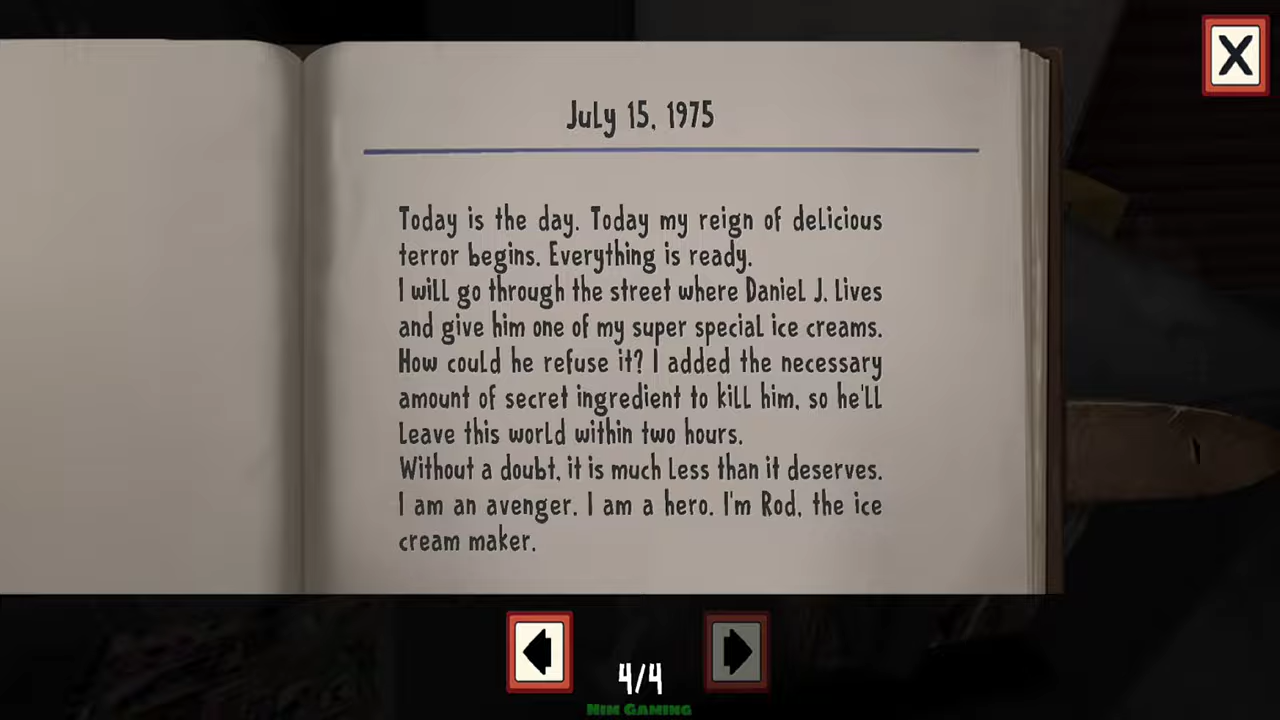 X
July 15, 1975
Today is the day. Today my reign of delicious
terror begins. Everything is ready.
I will go through the street where Daniel J. lives
and give him one of my super special ice creams.
How could he refuse it? I added the necessary
amount of secret ingredient to kill him, so he'll
leave this world within two hours.
Without a doubt, it is much less than it deserves.
I am an avenger. I am a hero. I'm Rod, the ice
cream maker.
4/4
NIM GAMING